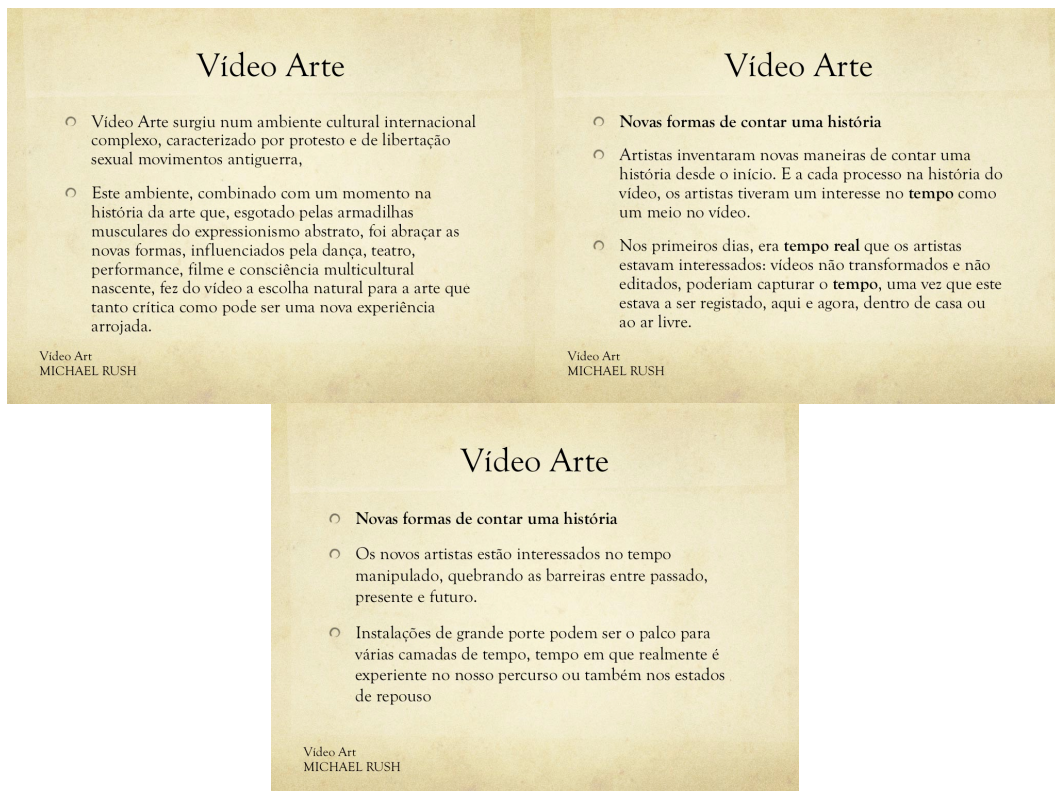 Vídeo Arte
Vídeo Arte surgiu num ambiente cultural internacional
complexo, caracterizado por protesto e de libertação
sexual movimentos antiguerra,
Este ambiente, combinado com um momento na
história da arte que, esgotado pelas armadilhas
musculares do expressionismo abstrato, foi abraçar as
novas formas, influenciados pela dança, teatro,
performance, filme e consciência multicultural
nascente, fez do vídeo a escolha natural para a arte que
tanto crítica como pode ser uma nova experiência
arrojada.
Video Art
MICHAEL RUSH
Vídeo Arte
Novas formas de contar uma história
Artistas inventaram novas maneiras de contar uma
história desde o início. E a cada processo na história do
vídeo, os artistas tiveram um interesse no tempo como
um meio no vídeo.
Nos primeiros dias, era tempo real que os artistas
estavam interessados: vídeos não transformados e não
editados, poderiam capturar o tempo, uma vez que este
estava a ser registado, aqui e agora, dentro de casa ou
ao ar livre.
Video Art
MICHAEL RUSH
Vídeo Arte
Novas formas de contar uma história
Os novos artistas estão interessados no tempo
manipulado, quebrando as barreiras entre passado,
presente e futuro.
Instalações de grande porte podem ser o palco para
várias camadas de tempo, tempo em que realmente é
experiente no nosso percurso ou também nos estados
de repouso
Video Art
MICHAEL RUSH